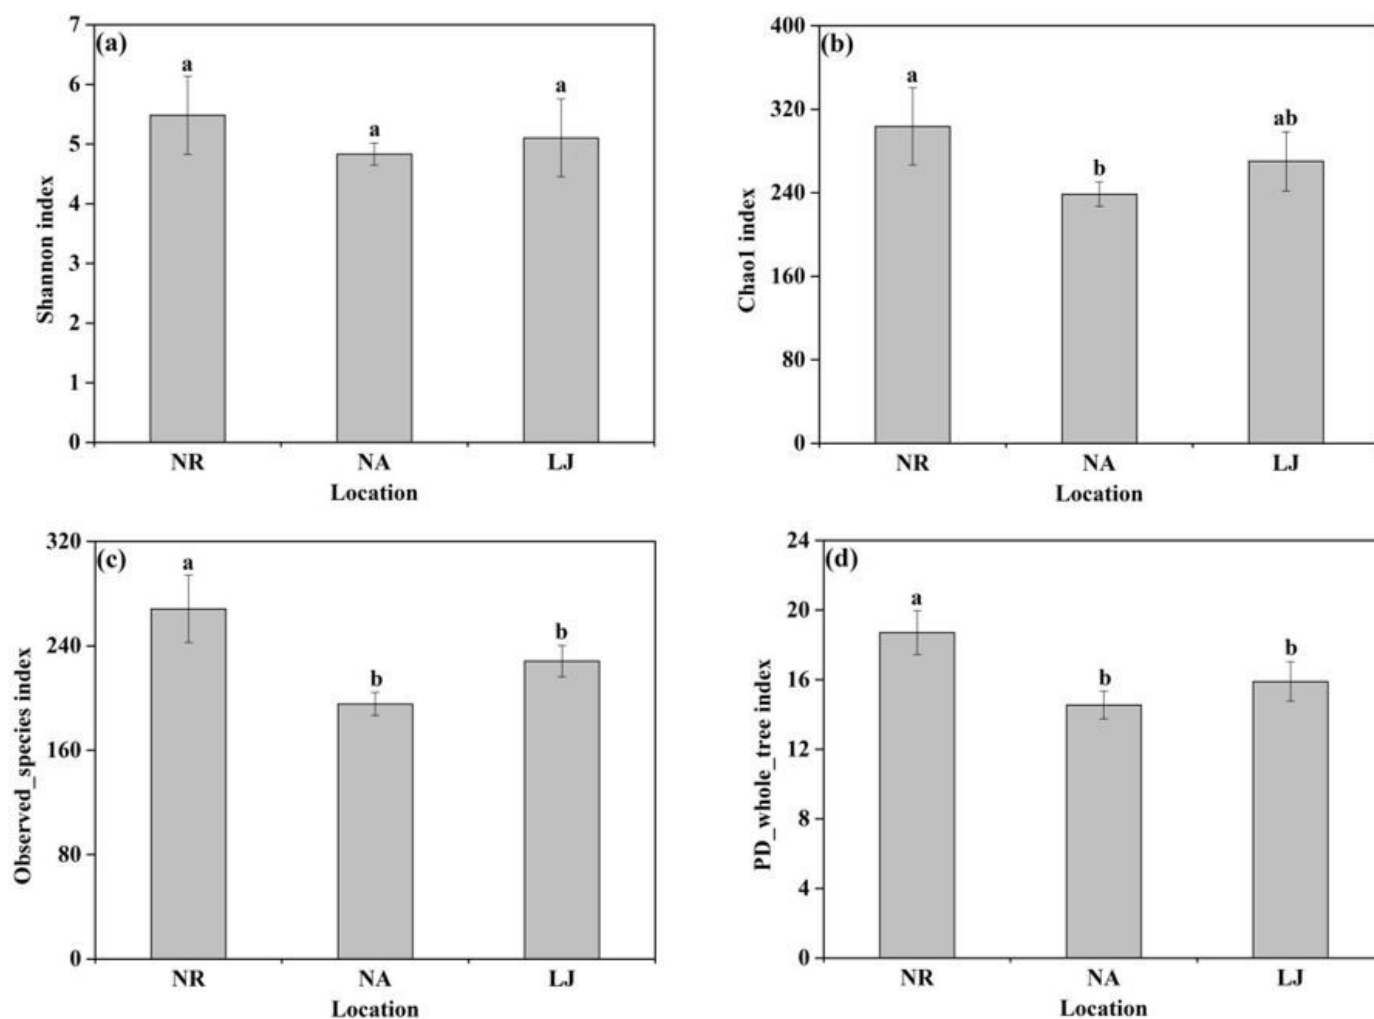 (a)
7
6
5
4
3
2
1
0
Shannon index
a
a
a
NR NA LJ
Location
(b)
400
320
240
160
80
0
Chao1 index
a
b
ab
NR NA LJ
Location
(c)
320
240
160
80
0
Observed_species index
a
b
b
NR NA LJ
Location
(d)
24
20
16
12
8
4
0
PD_whole_tree index
a
b
b
NR NA LJ
Location